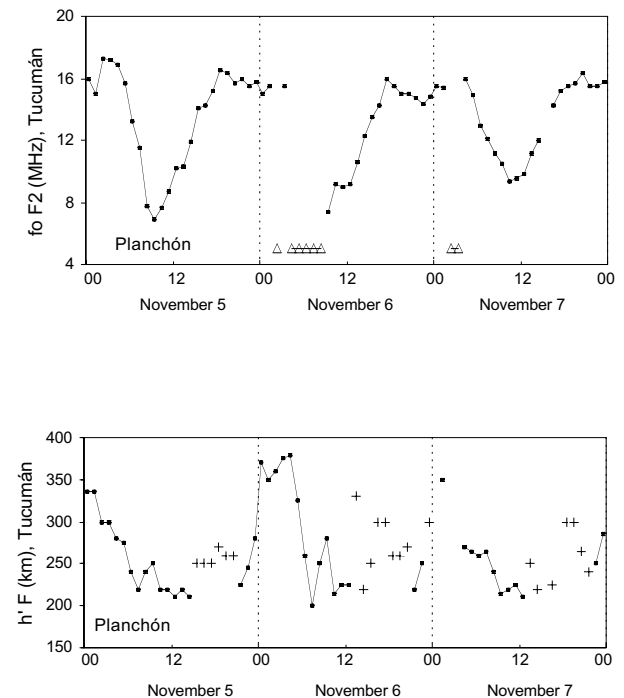 20
16
12
8
4
fo F2 (MHz), Tucumán
Planchón
00 12 00 12 00 12 00
November 5 November 6 November 7
400
350
300
250
200
150
h' F (km), Tucumán
Planchón
00 12 00 12 00 12 00
November 5 November 6 November 7